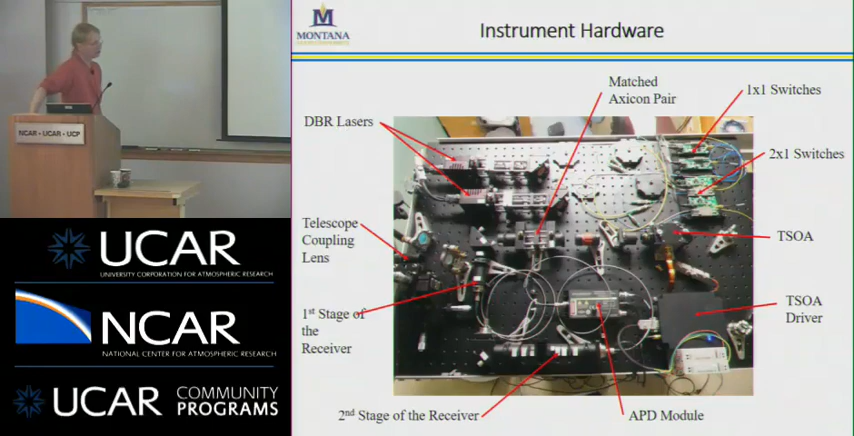 NCAR • UCAR • UCP
UCAR
UNIVERSITY CORPORATION FOR ATMOSPHERIC RESEARCH
NCAR
NATIONAL CENTER FOR ATMOSPHERIC RESEARCH
UCAR COMMUNITY
PROGRAMS
M
MONTANA
Instrument Hardware
Matched
Axicon Pair
1x1 Switches
DBR Lasers
2x1 Switches
Telescope
Coupling
Lens
TSOA
1st Stage of
the
Receiver
TSOA
Driver
2nd Stage of the Receiver
APD Module